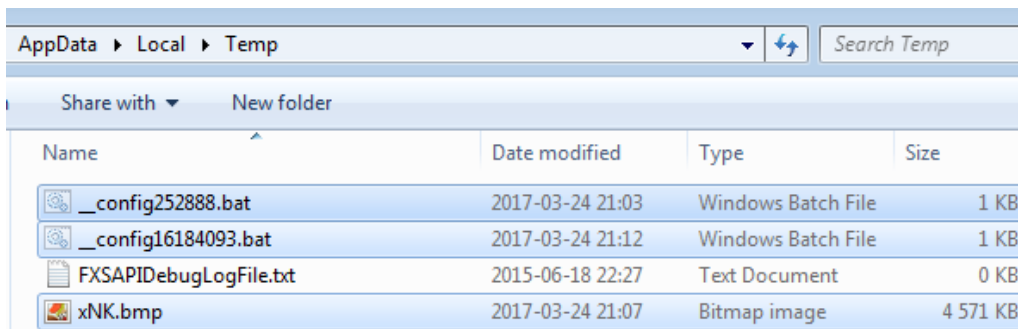 AppData ▸ Local ▸ Temp Search Temp
Share with New folder
Name Date modified Type Size
__config252888.bat 2017-03-24 21:03 Windows Batch File 1 KB
__config16184093.bat 2017-03-24 21:12 Windows Batch File 1 KB
FXSAPIDebugLogFile.txt 2015-06-18 22:27 Text Document 0 KB
xNK.bmp 2017-03-24 21:07 Bitmap image 4 571 KB